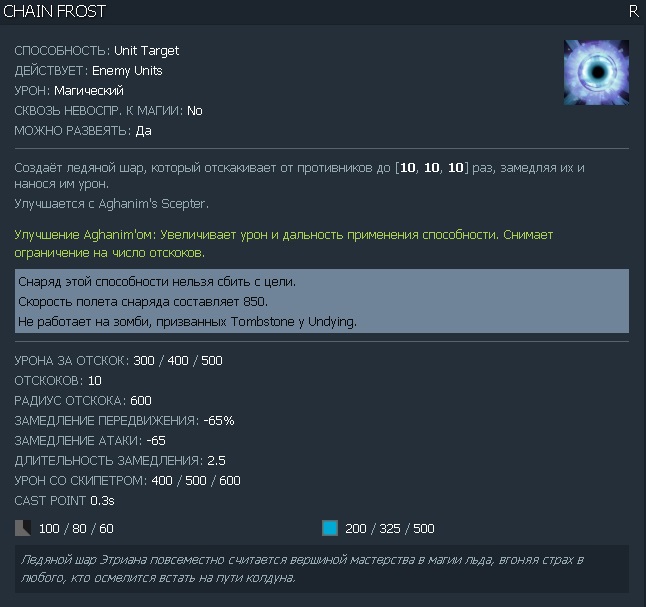 CHAIN FROST R
СПОСОБНОСТЬ: Unit Target
ДЕЙСТВУЕТ: Enemy Units
УРОН: Магический
СКВОЗЬ НЕВОСПР. К МАГИИ: No
МОЖНО РАЗВЕЯТЬ: Да
Создаёт ледяной шар, который отскакивает от противников до [10, 10, 10] раз, замедляя их и
нанося им урон.
Улучшается с Aghanim's Scepter.
Улучшение Aghanim'ом: Увеличивает урон и дальность применения способности. Снимает
ограничение на число отскоков.
Снаряд этой способности нельзя сбить с цели.
Скорость полета снаряда составляет 850.
Не работает на зомби, призванных Tombstone у Undying.
УРОНА ЗА ОТСКОК: 300 / 400 / 500
ОТСКОКОВ: 10
РАДИУС ОТСКОКА: 600
ЗАМЕДЛЕНИЕ ПЕРЕДВИЖЕНИЯ: -65%
ЗАМЕДЛЕНИЕ АТАКИ: -65
ДЛИТЕЛЬНОСТЬ ЗАМЕДЛЕНИЯ: 2.5
УРОН СО СКИПЕТРОМ: 400 / 500 / 600
CAST POINT 0.3s
100 / 80 / 60 200 / 325 / 500
Ледяной шар Этриана повсеместно считается вершиной мастерства в магии льда, вгоняя страх в
любого, кто осмелится встать на пути колдуна.